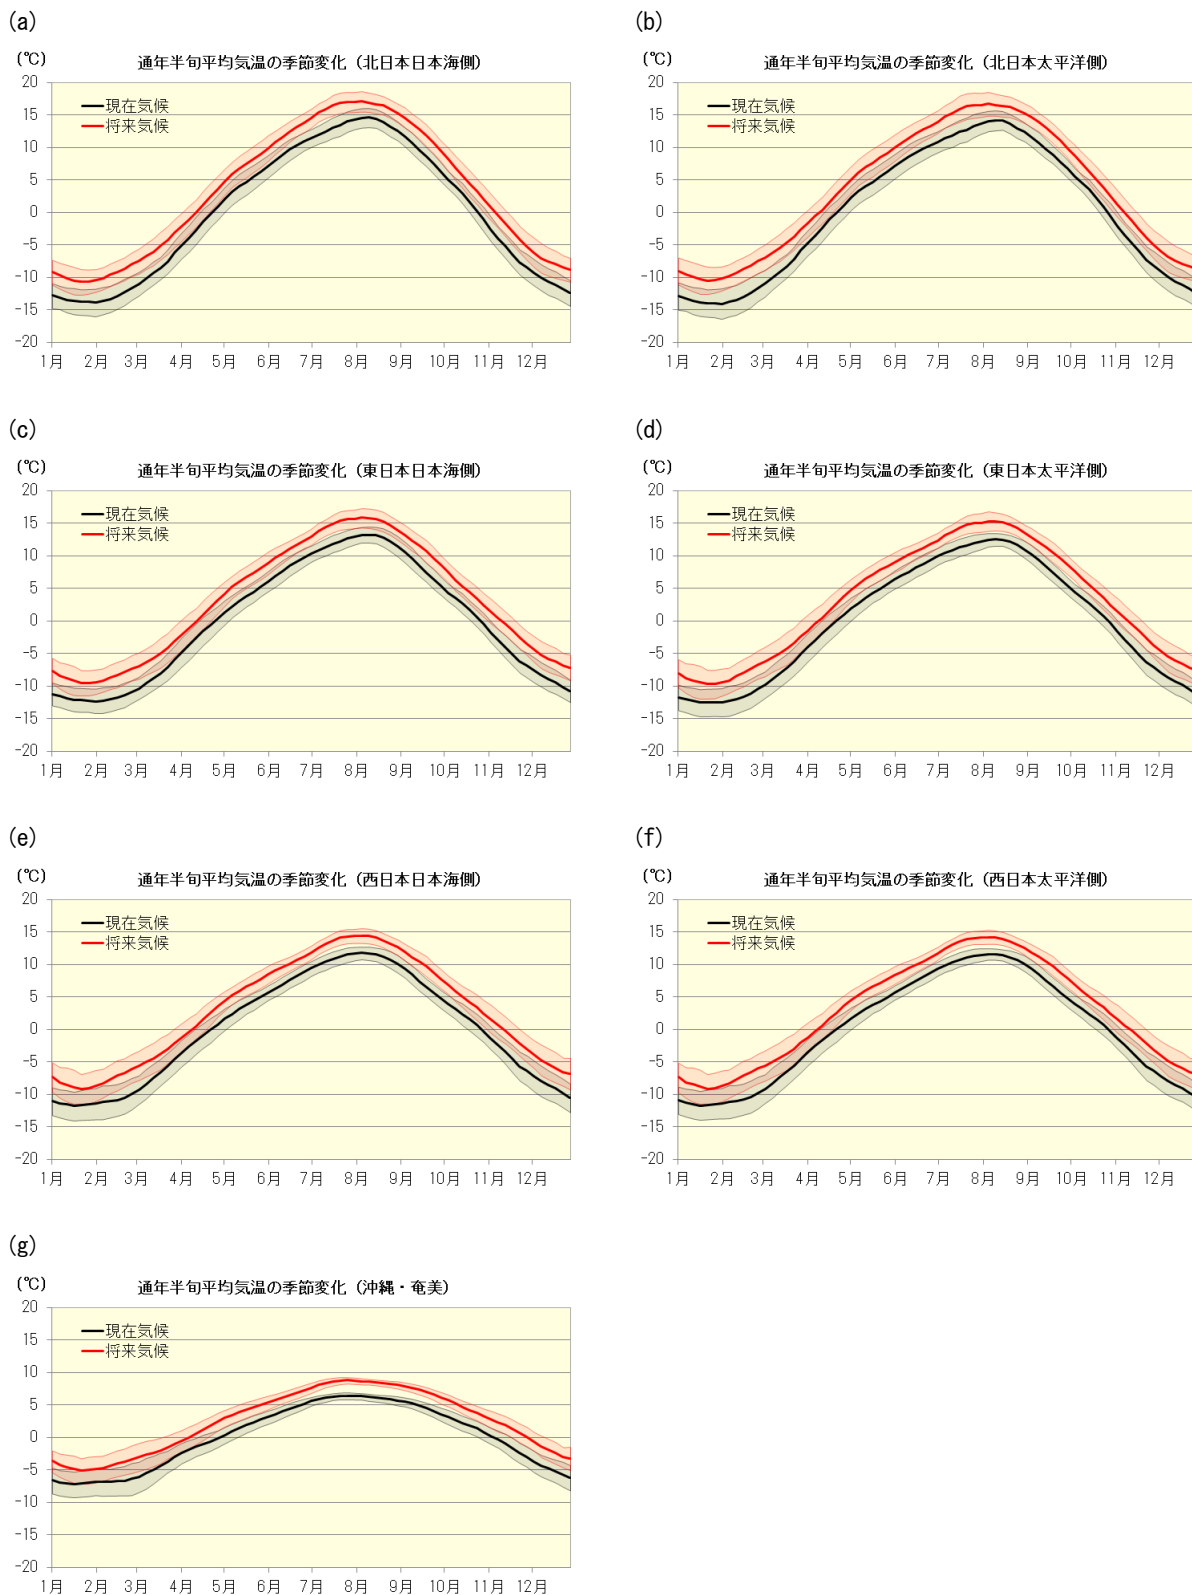 (a)
(℃)
通年半旬平均気温の季節変化（北日本日本海側）
現在気候
将来気候
20
15
10
5
0
-5
-10
-15
-20
1月 2月 3月 4月 5月 6月 7月 8月 9月 10月 11月 12月
(b)
(℃)
通年半旬平均気温の季節変化（北日本太平洋側）
現在気候
将来気候
20
15
10
5
0
-5
-10
-15
-20
1月 2月 3月 4月 5月 6月 7月 8月 9月 10月 11月 12月
(c)
(℃)
通年半旬平均気温の季節変化（東日本日本海側）
現在気候
将来気候
20
15
10
5
0
-5
-10
-15
-20
1月 2月 3月 4月 5月 6月 7月 8月 9月 10月 11月 12月
(d)
(℃)
通年半旬平均気温の季節変化（東日本太平洋側）
現在気候
将来気候
20
15
10
5
0
-5
-10
-15
-20
1月 2月 3月 4月 5月 6月 7月 8月 9月 10月 11月 12月
(e)
(℃)
通年半旬平均気温の季節変化（西日本日本海側）
現在気候
将来気候
20
15
10
5
0
-5
-10
-15
-20
1月 2月 3月 4月 5月 6月 7月 8月 9月 10月 11月 12月
(f)
(℃)
通年半旬平均気温の季節変化（西日本太平洋側）
現在気候
将来気候
20
15
10
5
0
-5
-10
-15
-20
1月 2月 3月 4月 5月 6月 7月 8月 9月 10月 11月 12月
(g)
(℃)
通年半旬平均気温の季節変化（沖縄・奄美）
現在気候
将来気候
20
15
10
5
0
-5
-10
-15
-20
1月 2月 3月 4月 5月 6月 7月 8月 9月 10月 11月 12月